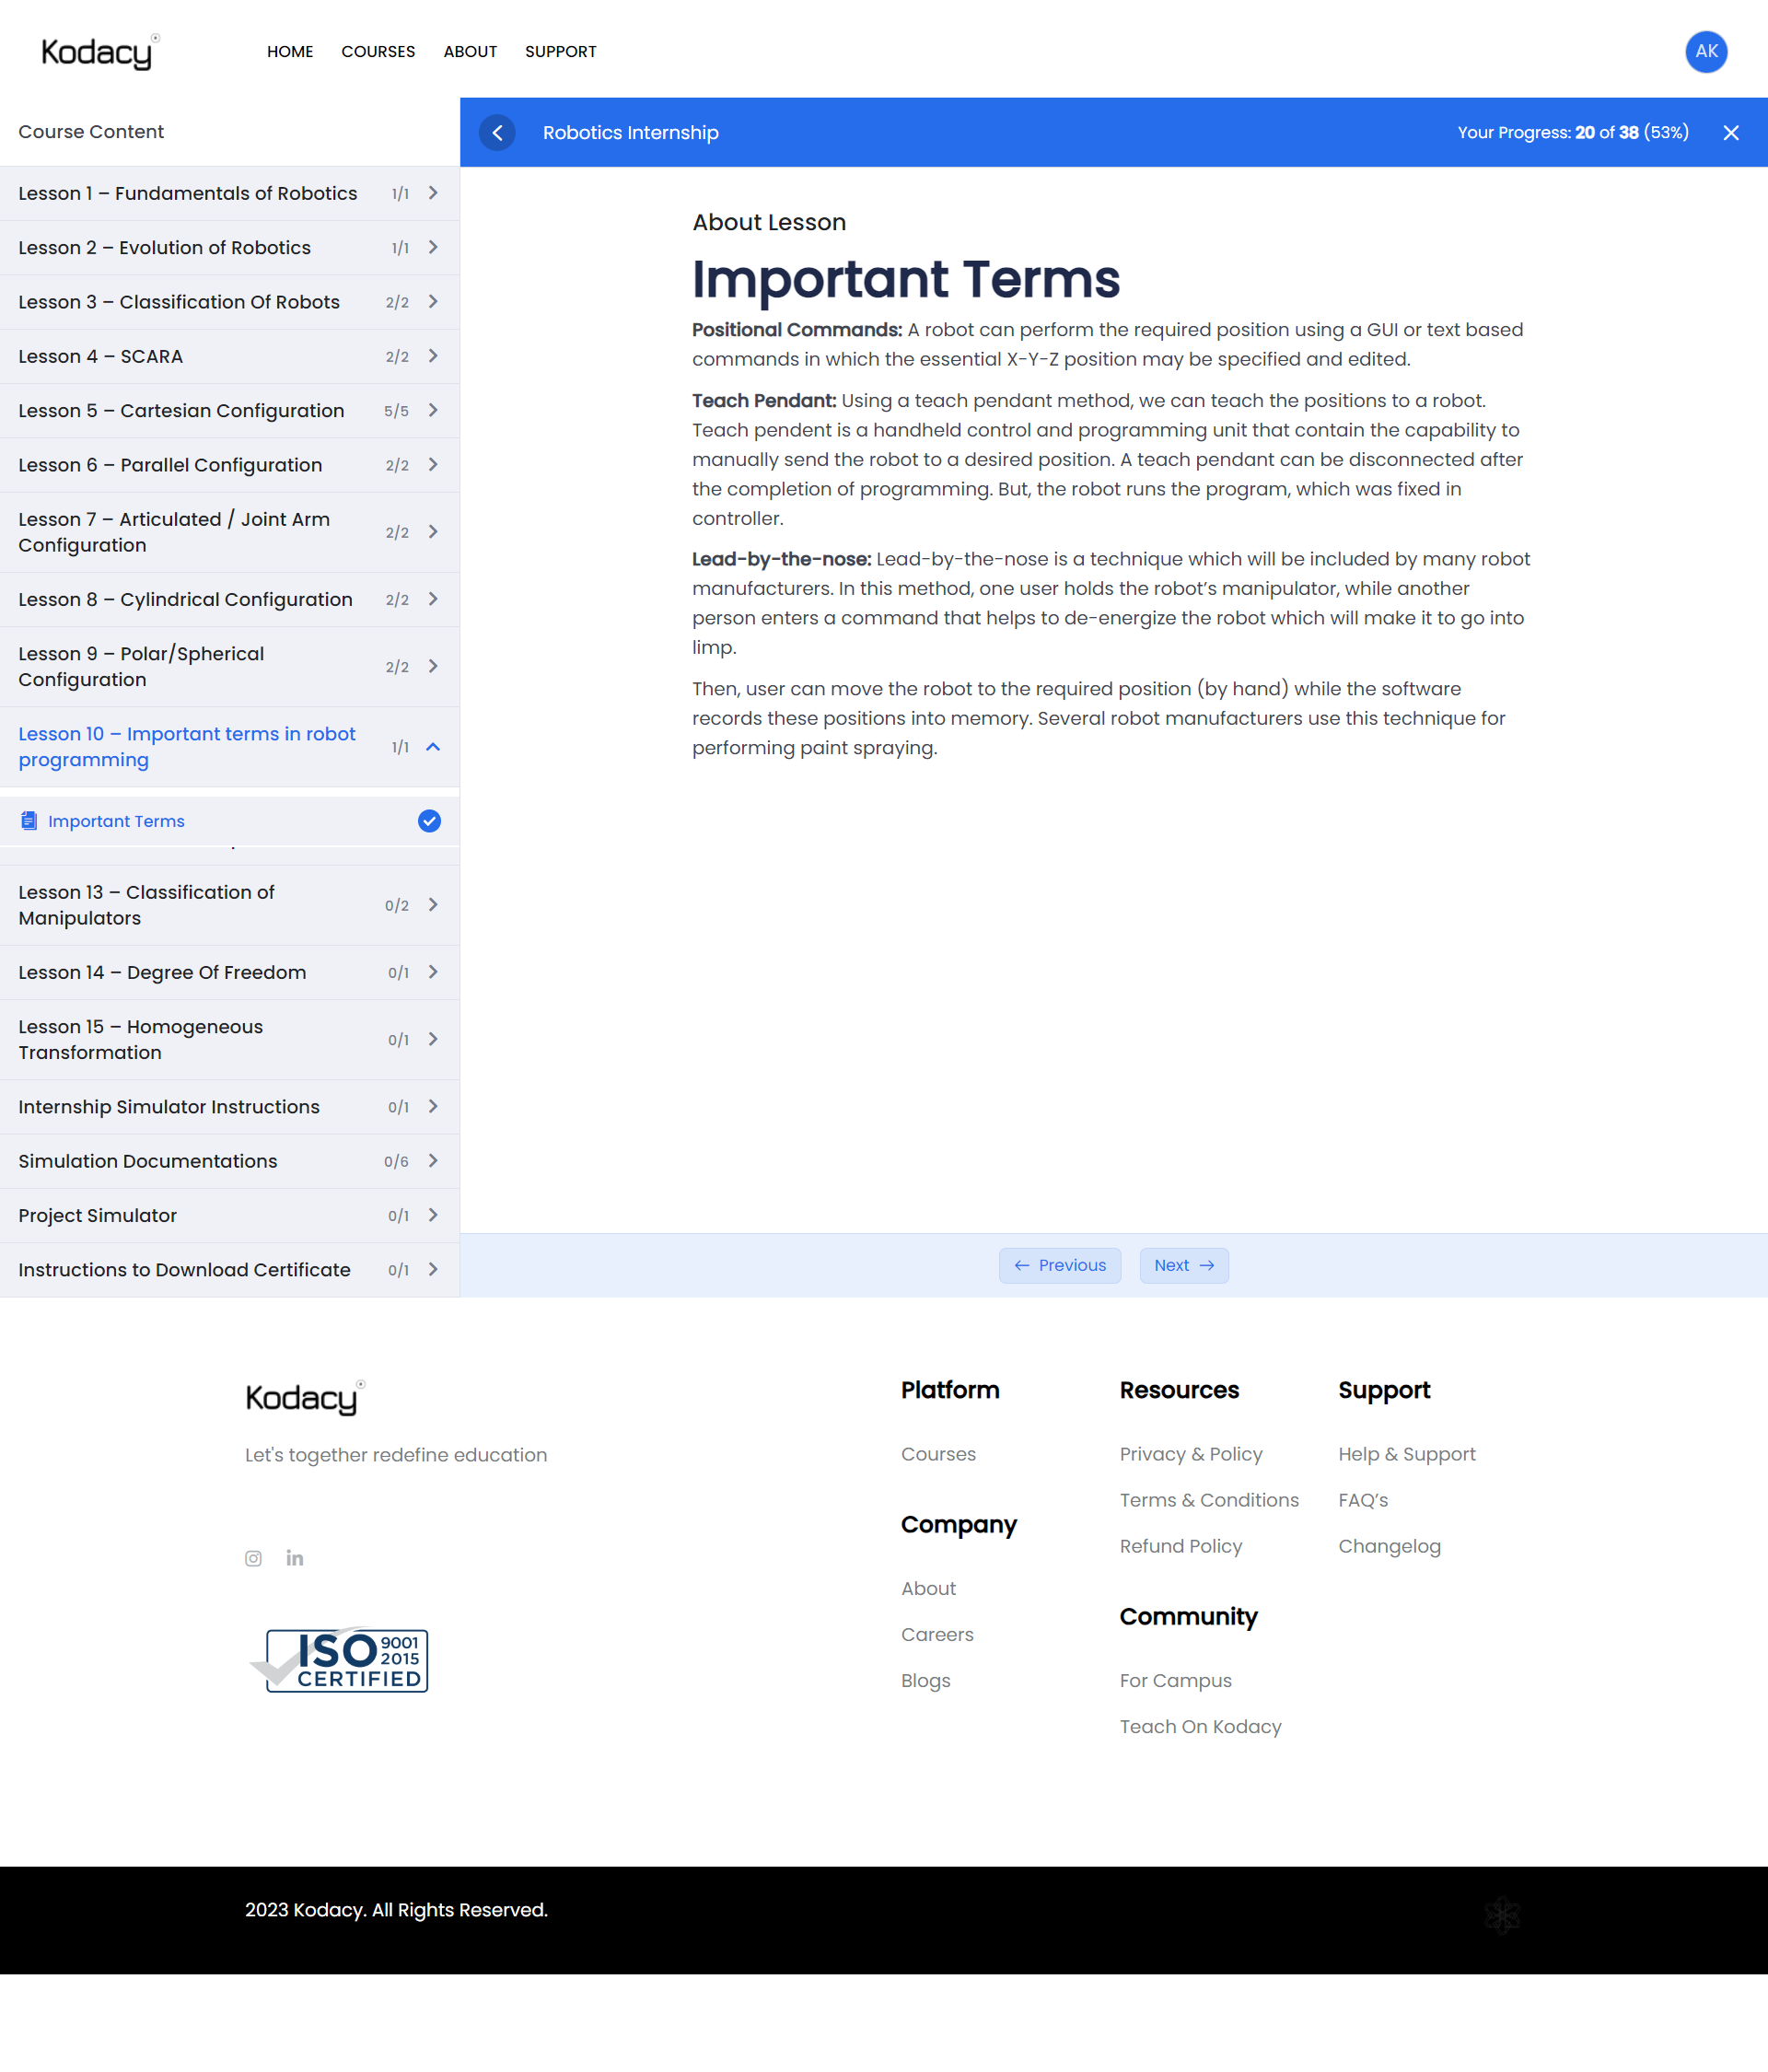 Kodacy
HOME COURSES ABOUT SUPPORT
AK
Course Content
Lesson 1 – Fundamentals of Robotics 1/1
Lesson 2 – Evolution of Robotics 1/1
Lesson 3 – Classification Of Robots 2/2
Lesson 4 – SCARA 2/2
Lesson 5 – Cartesian Configuration 5/5
Lesson 6 – Parallel Configuration 2/2
Lesson 7 – Articulated / Joint Arm
Configuration 2/2
Lesson 8 – Cylindrical Configuration 2/2
Lesson 9 – Polar/Spherical
Configuration 2/2
Lesson 10 – Important terms in robot
programming 1/1
Important Terms
Lesson 13 – Classification of
Manipulators 0/2
Lesson 14 – Degree Of Freedom 0/1
Lesson 15 – Homogeneous
Transformation 0/1
Internship Simulator Instructions 0/1
Simulation Documentations 0/6
Project Simulator 0/1
Instructions to Download Certificate 0/1
Robotics Internship
Your Progress: 20 of 38 (53%)
About Lesson
Important Terms
Positional Commands: A robot can perform the required position using a GUI or text based
commands in which the essential X-Y-Z position may be specified and edited.
Teach Pendant: Using a teach pendant method, we can teach the positions to a robot.
Teach pendent is a handheld control and programming unit that contain the capability to
manually send the robot to a desired position. A teach pendant can be disconnected after
the completion of programming. But, the robot runs the program, which was fixed in
controller.
Lead-by-the-nose: Lead-by-the-nose is a technique which will be included by many robot
manufacturers. In this method, one user holds the robot’s manipulator, while another
person enters a command that helps to de-energize the robot which will make it to go into
limp.
Then, user can move the robot to the required position (by hand) while the software
records these positions into memory. Several robot manufacturers use this technique for
performing paint spraying.
Previous
Next
Kodacy
Let's together redefine education
ISO 9001
2015
CERTIFIED
Platform
Courses
Company
About
Careers
Blogs
Resources
Privacy & Policy
Terms & Conditions
Refund Policy
Community
For Campus
Teach On Kodacy
Support
Help & Support
FAQ’s
Changelog
2023 Kodacy. All Rights Reserved.